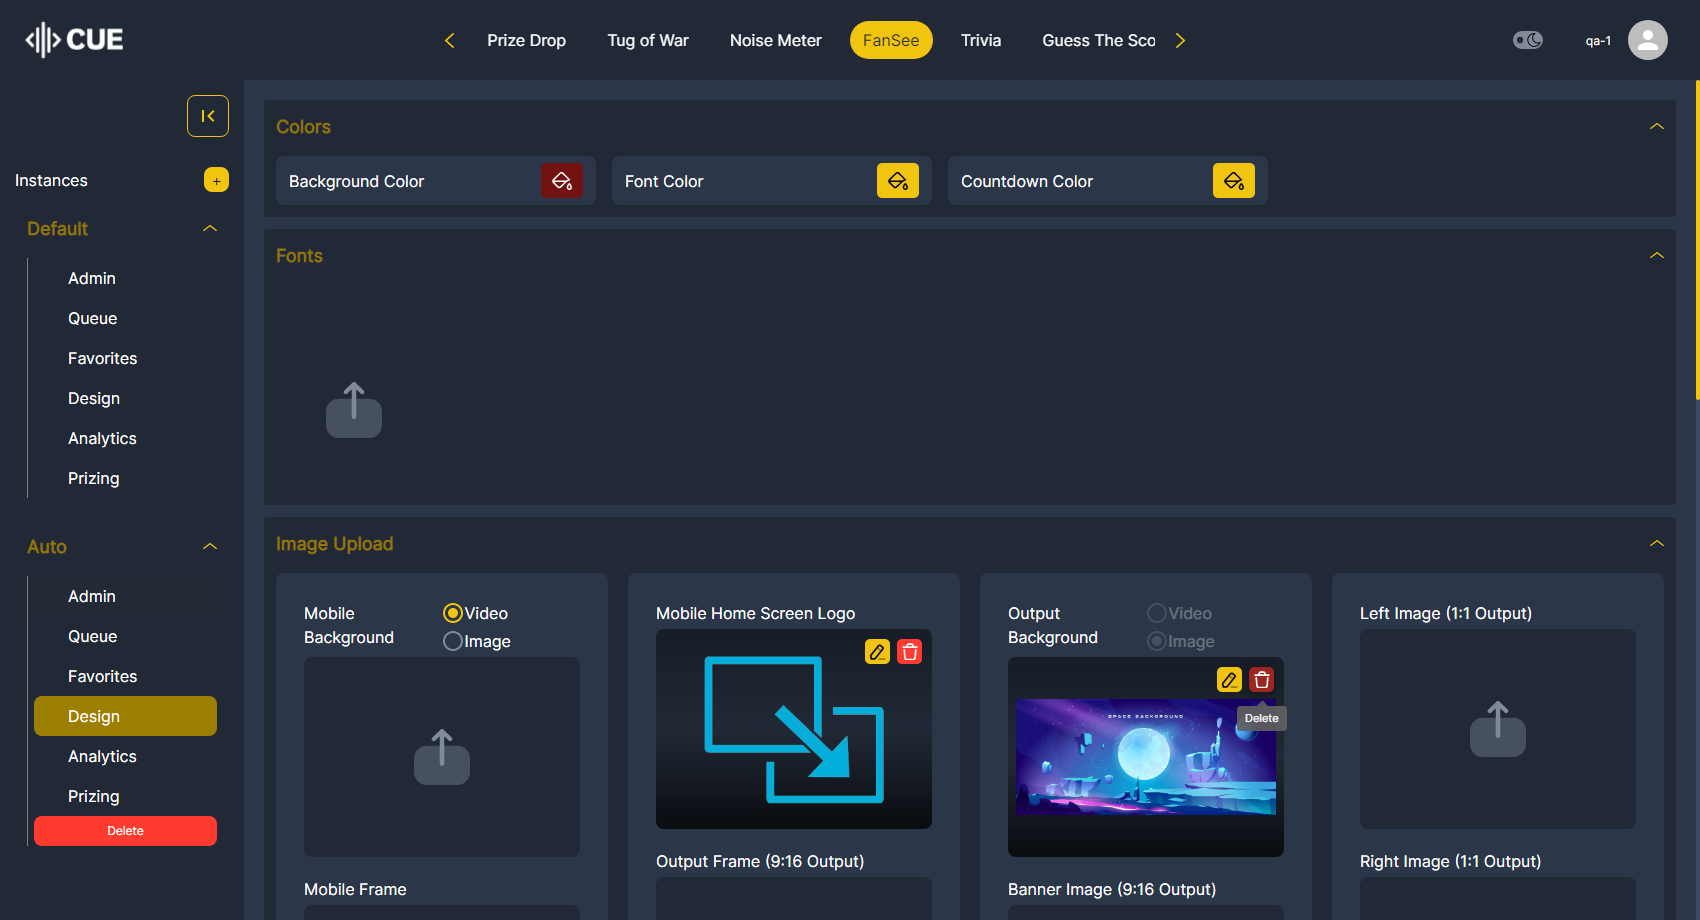 CUE
Prize Drop
Tug of War
Noise Meter
FanSee
Trivia
Guess The Sco
qa-1
Instances
+
Default
Admin
Queue
Favorites
Design
Analytics
Prizing
Auto
Admin
Queue
Favorites
Design
Analytics
Prizing
Delete
Colors
Background Color
Font Color
Countdown Color
Fonts
Image Upload
Mobile
Background
Video
Image
Mobile Frame
Mobile Home Screen Logo
Output Frame (9:16 Output)
Output
Background
Video
Image
SPACE BACKGROUND
Delete
Banner Image (9:16 Output)
Left Image (1:1 Output)
Right Image (1:1 Output)